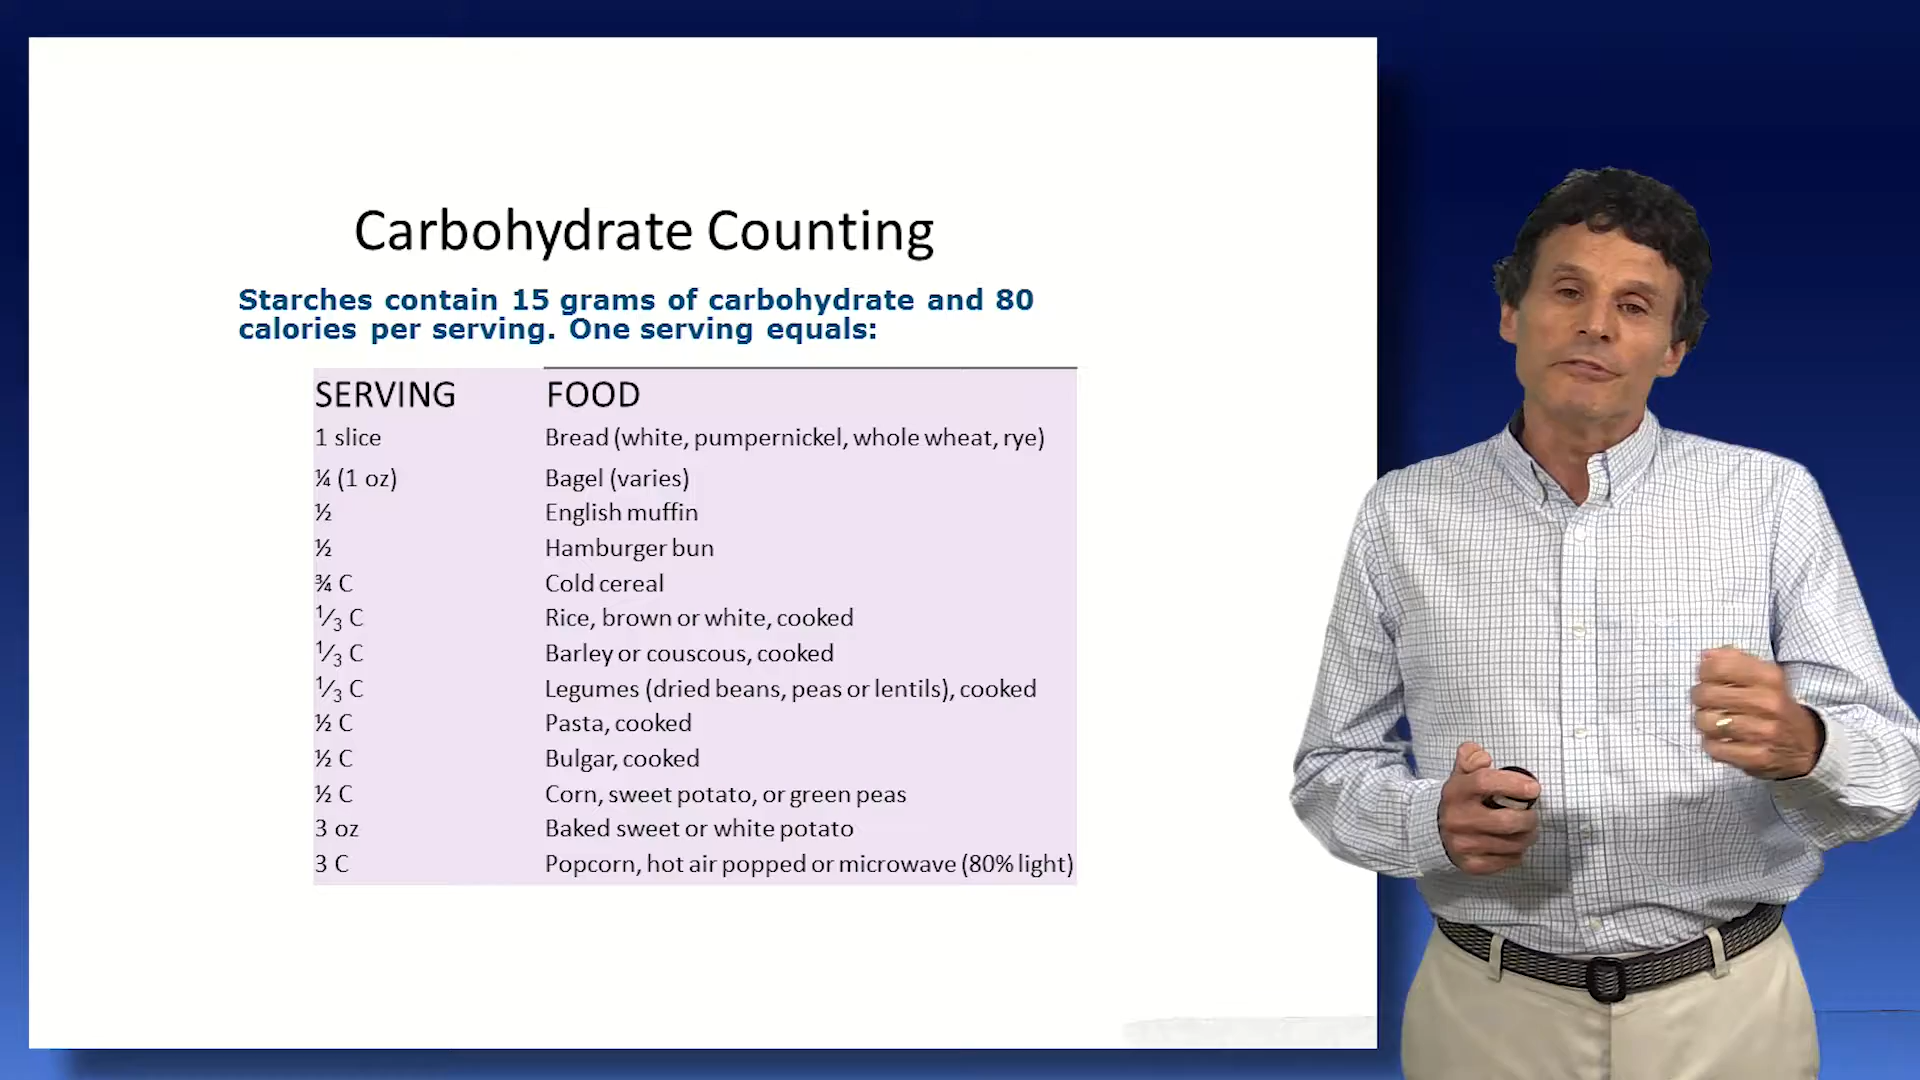 Carbohydrate Counting
Starches contain 15 grams of carbohydrate and 80
calories per serving. One serving equals:
SERVING FOOD
1 slice Bread (white, pumpernickel, whole wheat, rye)
¼ (1 oz) Bagel (varies)
½ English muffin
½ Hamburger bun
¾ C Cold cereal
⅓ C Rice, brown or white, cooked
⅓ C Barley or couscous, cooked
⅓ C Legumes (dried beans, peas or lentils), cooked
½ C Pasta, cooked
½ C Bulgar, cooked
½ C Corn, sweet potato, or green peas
3 oz Baked sweet or white potato
3 C Popcorn, hot air popped or microwave (80% light)